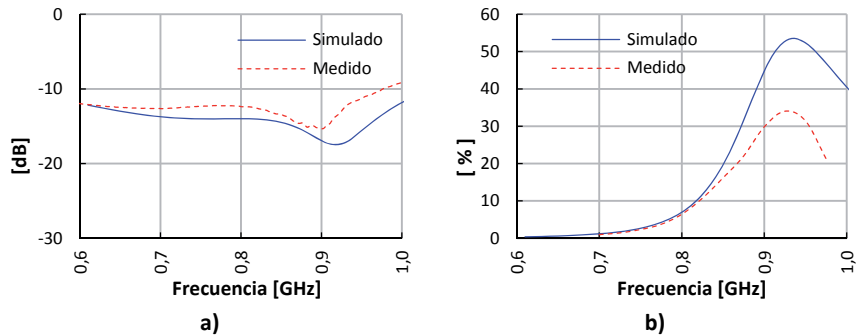 0
-10
-20
-30
[dB]
Simulado
Medido
0,6
0,7
0,8
0,9
1,0
Frecuencia [GHz]
a)
60
50
40
30
20
10
0
[ % ]
Simulado
Medido
0,6
0,7
0,8
0,9
1,0
Frecuencia [GHz]
b)